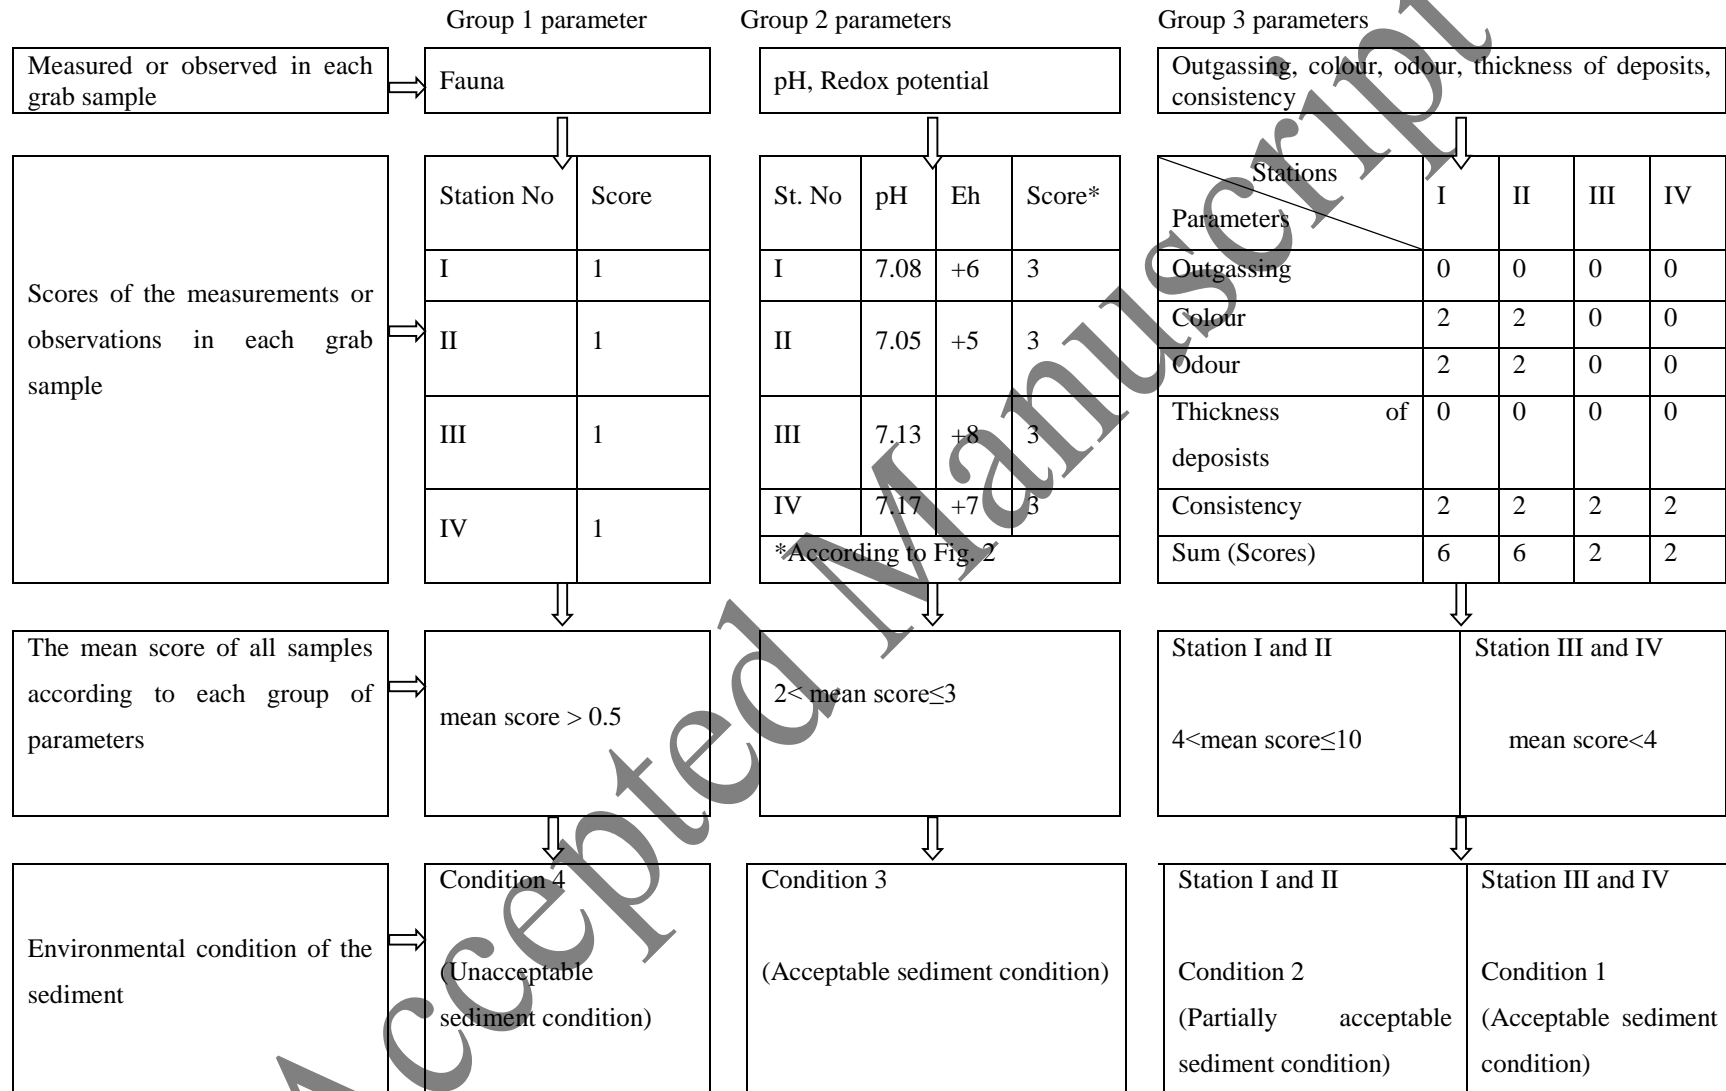 Group 1 parameter
Group 2 parameters
Group 3 parameters
Measured or observed in each
grab sample
Fauna
pH, Redox potential
Outgassing, colour, odour, thickness of deposits,
consistency
Scores of the measurements or
observations in each grab
sample
Station No Score
I 1
II 1
III 1
IV 1
St. No pH Eh Score*
I 7.08 +6 3
II 7.05 +5 3
III 7.13 +8 3
IV 7.17 +7 3
*According to Fig. 2
Stations
Parameters
I II III IV
Outgassing 0 0 0 0
Colour 2 2 0 0
Odour 2 2 0 0
Thickness of 0 0 0 0
deposists
Consistency 2 2 2 2
Sum (Scores) 6 6 2 2
The mean score of all samples
according to each group of
parameters
mean score > 0.5
2< mean score≤3
Station I and II
4<mean score≤10
Station III and IV
mean score<4
Environmental condition of the
sediment
Condition 4
(Unacceptable
sediment condition)
Condition 3
(Acceptable sediment condition)
Station I and II
Condition 2
(Partially acceptable
sediment condition)
Station III and IV
Condition 1
(Acceptable sediment
condition)
Accepted Manuscript